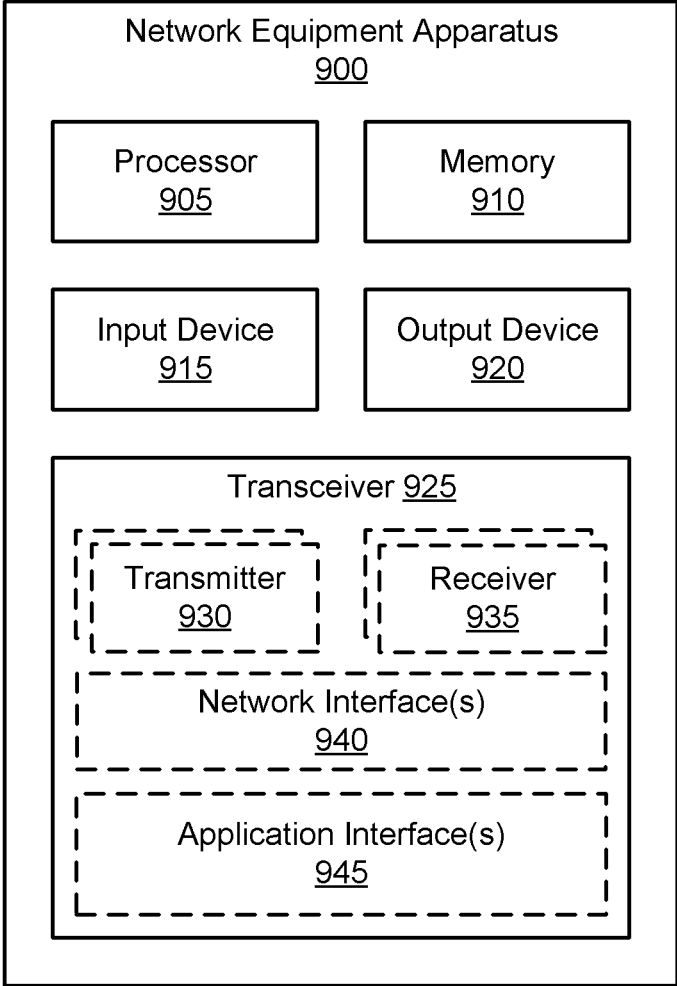 Network Equipment Apparatus
900
Processor
905
Memory
910
Input Device
915
Output Device
920
Transceiver 925
Transmitter
930
Receiver
935
Network Interface(s)
940
Application Interface(s)
945